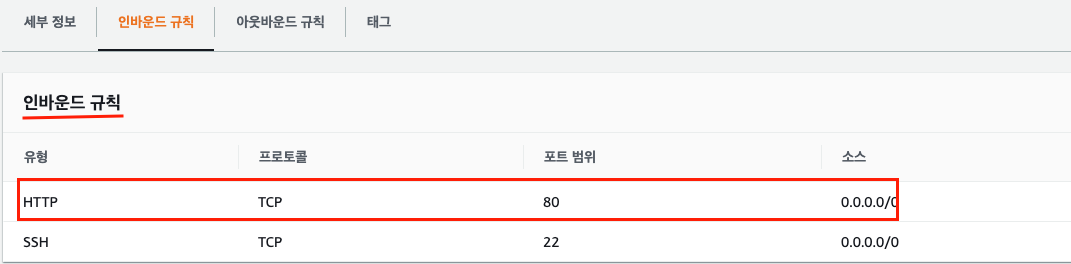 세부 정보 인바운드 규칙 아웃바운드 규칙 태그
인바운드 규칙
유형 프로토콜 포트 범위 소스
HTTP TCP 80 0.0.0.0/0
SSH TCP 22 0.0.0.0/0